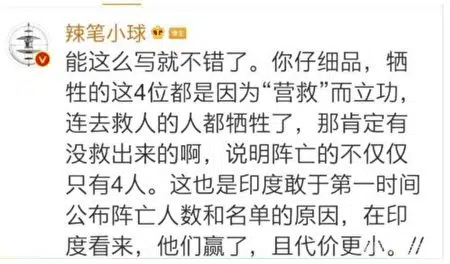 辣笔小球
能这么写就不错了。你仔细品，牺
牲的这4位都是因为“营救”而立功，
连去救人的人都牺牲了，那肯定有
没救出来的啊，说明阵亡的不仅仅
只有4人。这也是印度敢于第一时间
公布阵亡人数和名单的原因，在印
度看来，他们赢了，且代价更小。//